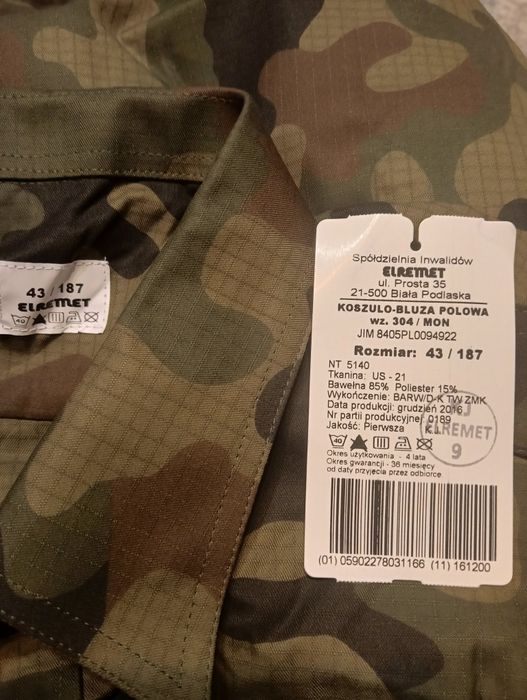 43 / 187
ELREMET
40
Spółdzielnia Inwalidów
ELREMET
ul. Prosta 35
21-500 Biała Podlaska
KOSZULO-BLUZA POLOWA
wz. 304 / MON
JIM 8405PL0094922
Rozmiar: 43 / 187
NT 5140
Tkanina: US - 21
Bawełna 85% Poliester 15%
Wykończenie: BARW/D-K TW ZMK
Data produkcji: grudzień 2016
Nr partii produkcyjnej 0189
Jakość: Pierwsza
KJ
ELREMET
9
40
Okres użytkowania - 4 lata
Okres gwarancji - 36 miesięcy
od daty przyjęcia przez odbiorcę
(01) 05902278031166 (11) 161200